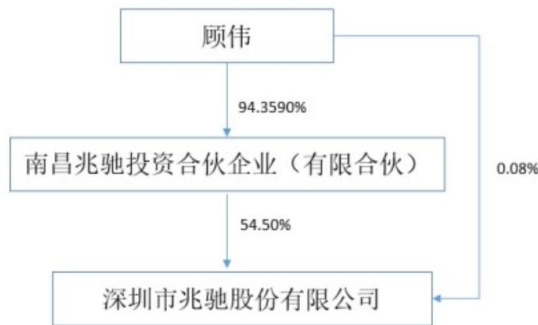 顾伟
94.3590%
南昌兆驰投资合伙企业（有限合伙）
0.08%
54.50%
深圳市兆驰股份有限公司